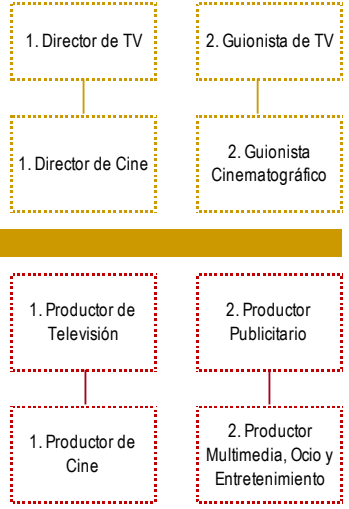 1. Director de TV
2. Guionista de TV
1. Director de Cine
2. Guionista
Cinematográfico
1. Productor de
Televisión
2. Productor
Publicitario
1. Productor de
Cine
2. Productor
Multimedia, Ocio y
Entretenimiento